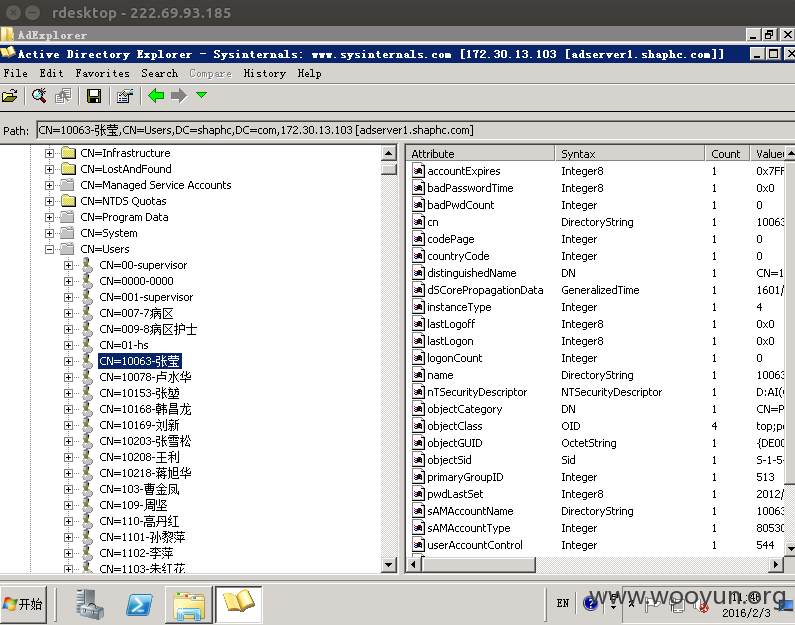 rdesktop - 222.69.93.185
AdExplorer
Active Directory Explorer - Sysinternals: www.sysinternals.com [172.30.13.103 [adserver1.shaphc.com]]
File Edit Favorites Search Compare History Help
Path: CN=10063-张莹,CN=Users,DC=shaphc,DC=com,172.30.13.103 [adserver1.shaphc.com]
CN=Infrastructure
CN=LostAndFound
CN=Managed Service Accounts
CN=NTDS Quotas
CN=Program Data
CN=System
CN=Users
CN=00-supervisor
CN=0000-0000
CN=001-supervisor
CN=007-7病区
CN=009-8病区护士
CN=01-hs
CN=10063-张莹
CN=10078-卢水华
CN=10153-张堃
CN=10168-韩昌龙
CN=10169-刘新
CN=10203-张雪松
CN=10208-王利
CN=10218-蒋旭华
CN=103-曹金凤
CN=109-周坚
CN=110-高丹红
CN=1101-孙黎萍
CN=1102-李萍
CN=1103-朱红花
Attribute Syntax Count Value
accountExpires Integer8 1 0x7FF
badPasswordTime Integer8 1 0x0
badPwdCount Integer 1 0
cn DirectoryString 1 10063
codePage Integer 1 0
countryCode Integer 1 0
distinguishedName DN 1 CN=1
dSCorePropagationData GeneralizedTime 1 1601/
instanceType Integer 1 4
lastLogoff Integer8 1 0x0
lastLogon Integer8 1 0x0
logonCount Integer 1 0
name DirectoryString 1 10063
nTSecurityDescriptor NTSecurityDescriptor 1 D:AI(
objectCategory DN 1 CN=P
objectClass OID 4 top;p
objectGUID OctetString 1 {DE00
objectSid Sid 1 S-1-5
primaryGroupID Integer 1 513
pwdLastSet Integer8 1 2012/
sAMAccountName DirectoryString 1 10063
sAMAccountType Integer 1 80530
userAccountControl Integer 1 544
开始
EN
11:46
2016/2/3
www.wooyun.org